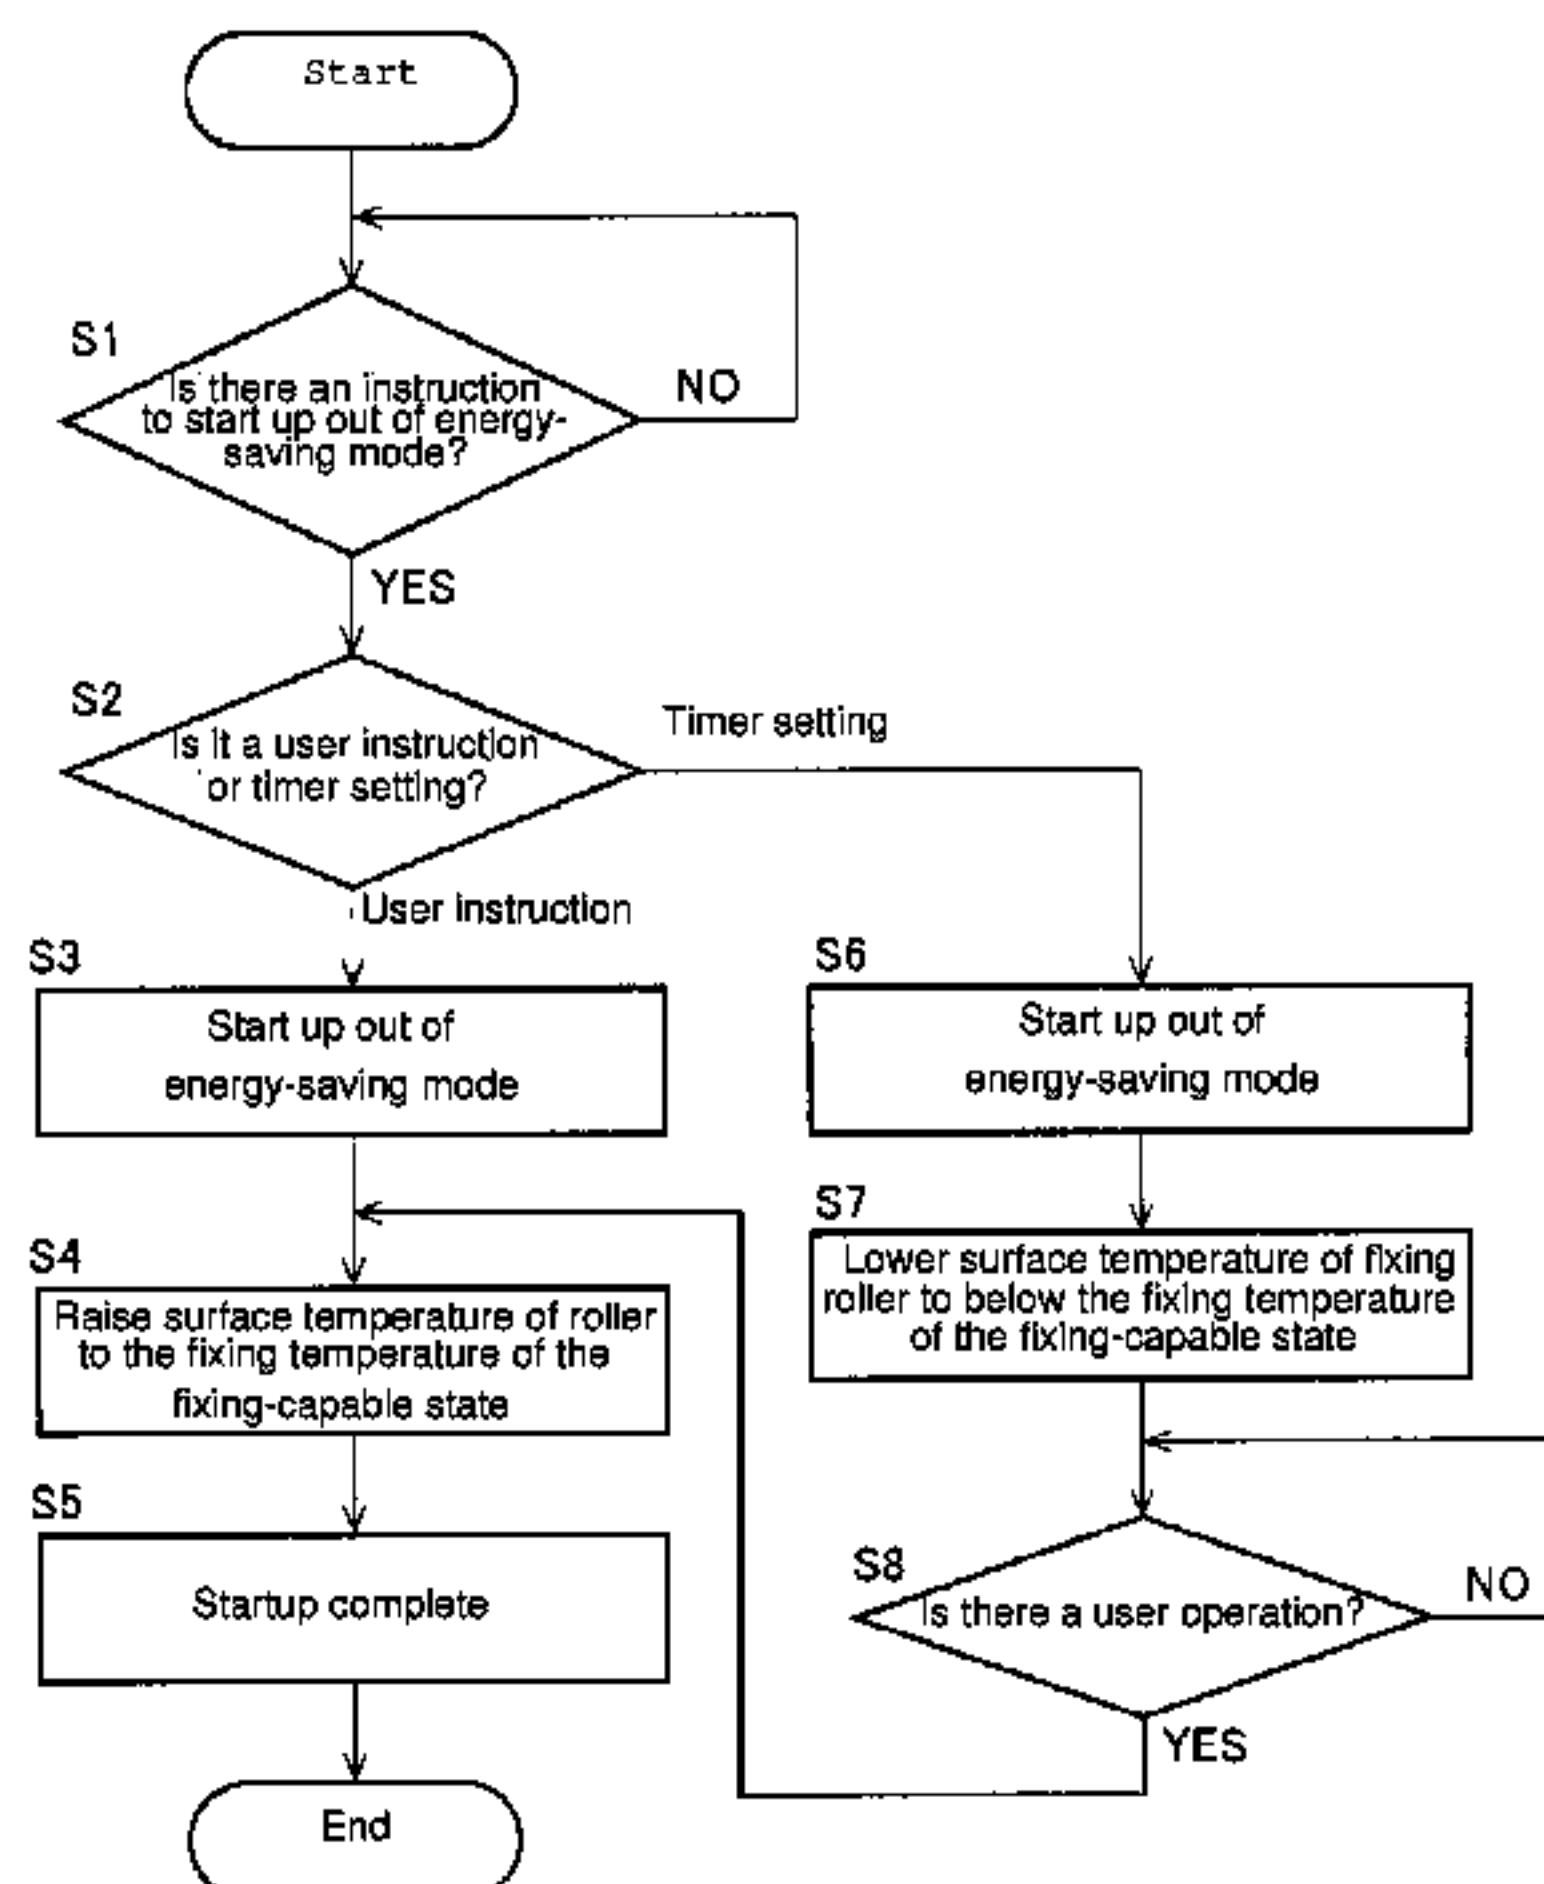 Start
S1
Is there an instruction
to start up out of energy-
saving mode?
NO
YES
S2
Is it a user instruction
or timer setting?
Timer setting
User instruction
S3
Start up out of
energy-saving mode
S6
Start up out of
energy-saving mode
S7
Lower surface temperature of fixing
roller to below the fixing temperature
of the fixing-capable state
S4
Raise surface temperature of roller
to the fixing temperature of the
fixing-capable state
S5
Startup complete
S8
Is there a user operation?
NO
YES
End